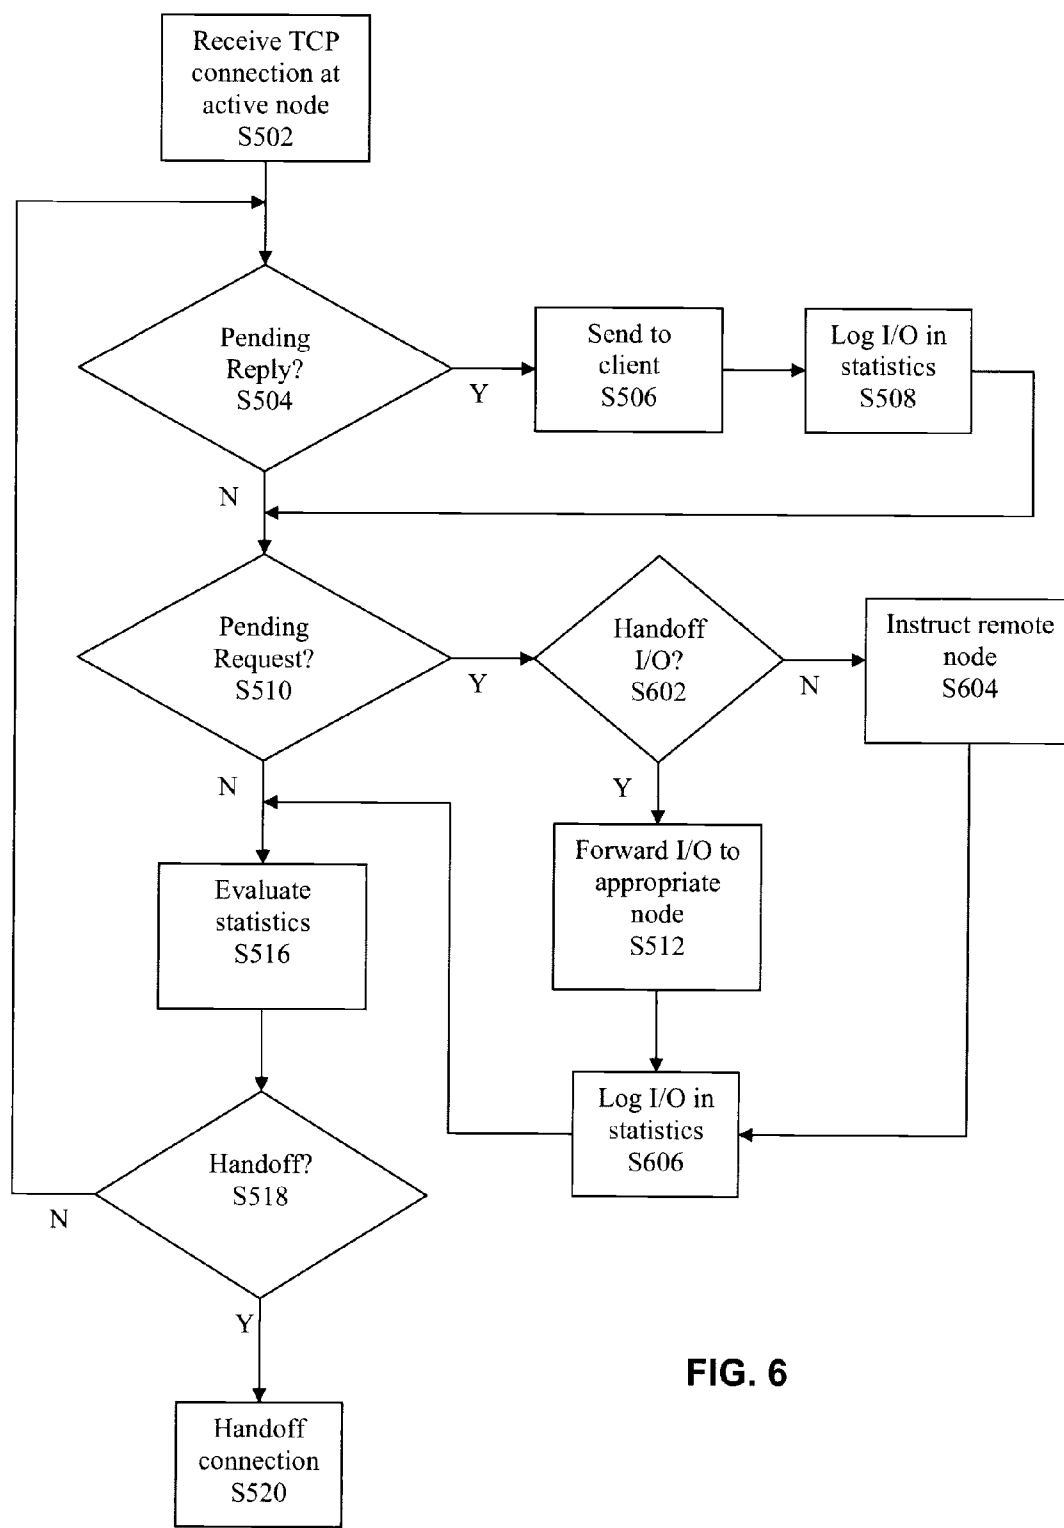 Receive TCP
connection at
active node
S502
Pending
Reply?
S504
Y
N
Send to
client
S506
Log I/O in
statistics
S508
Pending
Request?
S510
Y
N
Handoff
I/O?
S602
N
Y
Instruct remote
node
S604
Forward I/O to
appropriate
node
S512
Evaluate
statistics
S516
Log I/O in
statistics
S606
Handoff?
S518
N
Y
Handoff
connection
S520
FIG. 6